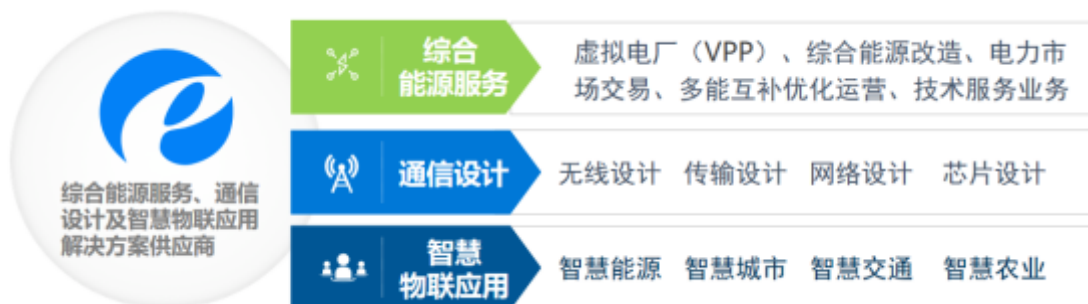 综合能源服务、通信
设计及智慧物联应用
解决方案供应商
综合
能源服务
虚拟电厂（VPP）、综合能源改造、电力市
场交易、多能互补优化运营、技术服务业务
通信设计
无线设计 传输设计 网络设计 芯片设计
智慧
物联应用
智慧能源 智慧城市 智慧交通 智慧农业